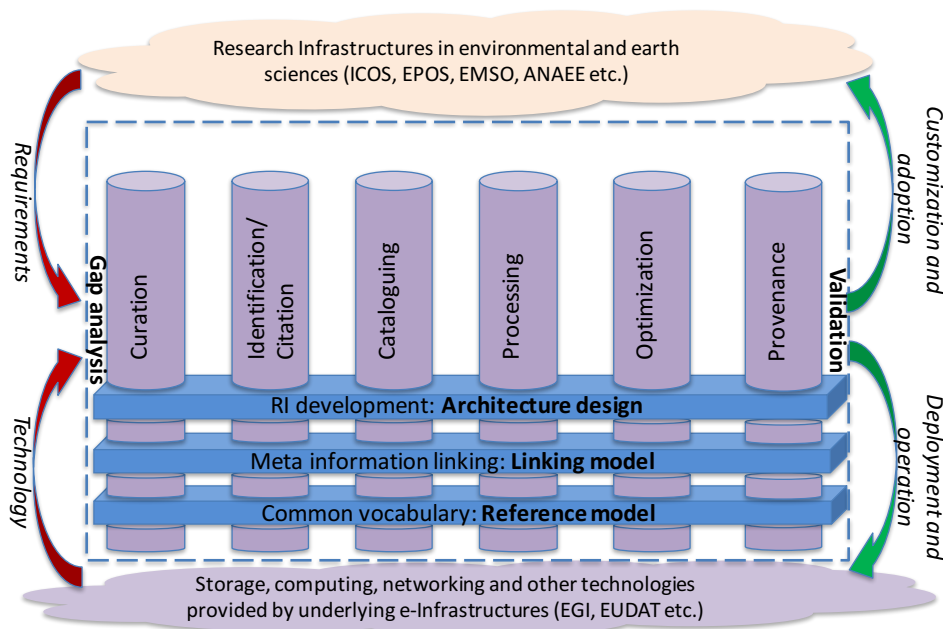 Research Infrastructures in environmental and earth
sciences (ICOS, EPOS, EMSO, ANAEE etc.)
Requirements
Customization and
adoption
Gap analysis
Curation
Identification/
Citation
Cataloguing
Processing
Optimization
Provenance
Validation
RI development: Architecture design
Meta information linking: Linking model
Common vocabulary: Reference model
Technology
Deployment and
operation
Storage, computing, networking and other technologies
provided by underlying e-Infrastructures (EGI, EUDAT etc.)